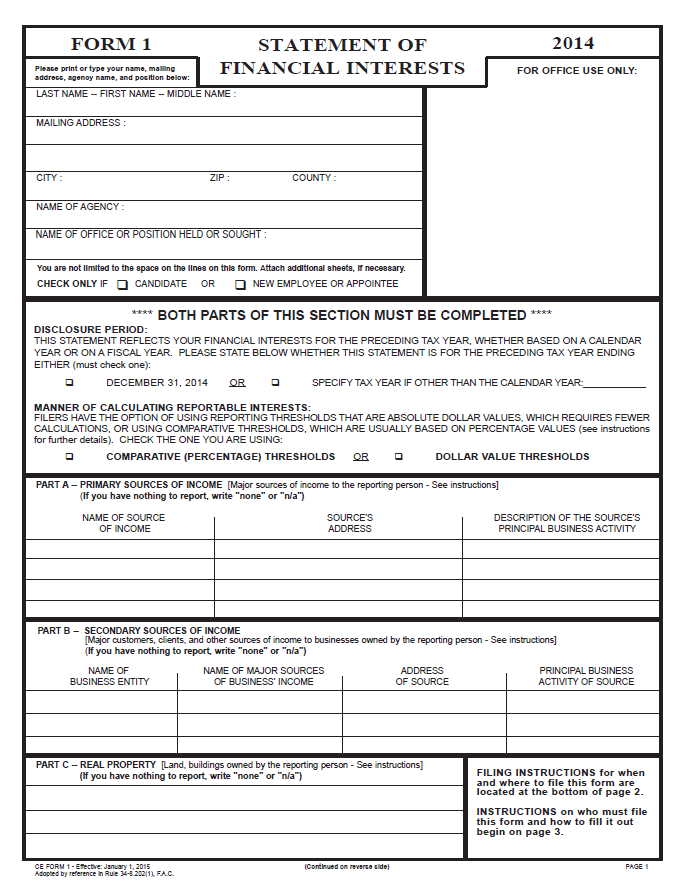 FORM 1
STATEMENT OF
FINANCIAL INTERESTS
2014
Please print or type your name, mailing
address, agency name, and position below:
FOR OFFICE USE ONLY:
LAST NAME -- FIRST NAME -- MIDDLE NAME :
MAILING ADDRESS :
CITY : ZIP : COUNTY :
NAME OF AGENCY :
NAME OF OFFICE OR POSITION HELD OR SOUGHT :
You are not limited to the space on the lines on this form. Attach additional sheets, if necessary.
CHECK ONLY IF ❑ CANDIDATE OR ❑ NEW EMPLOYEE OR APPOINTEE
**** BOTH PARTS OF THIS SECTION MUST BE COMPLETED ****
DISCLOSURE PERIOD:
THIS STATEMENT REFLECTS YOUR FINANCIAL INTERESTS FOR THE PRECEDING TAX YEAR, WHETHER BASED ON A CALENDAR
YEAR OR ON A FISCAL YEAR. PLEASE STATE BELOW WHETHER THIS STATEMENT IS FOR THE PRECEDING TAX YEAR ENDING
EITHER (must check one):
❑ DECEMBER 31, 2014 OR ❑ SPECIFY TAX YEAR IF OTHER THAN THE CALENDAR YEAR:____________
MANNER OF CALCULATING REPORTABLE INTERESTS:
FILERS HAVE THE OPTION OF USING REPORTING THRESHOLDS THAT ARE ABSOLUTE DOLLAR VALUES, WHICH REQUIRES FEWER
CALCULATIONS, OR USING COMPARATIVE THRESHOLDS, WHICH ARE USUALLY BASED ON PERCENTAGE VALUES (see instructions
for further details). CHECK THE ONE YOU ARE USING:
❑ COMPARATIVE (PERCENTAGE) THRESHOLDS OR ❑ DOLLAR VALUE THRESHOLDS
PART A -- PRIMARY SOURCES OF INCOME [Major sources of income to the reporting person - See instructions]
(If you have nothing to report, write "none" or "n/a")
NAME OF SOURCE
OF INCOME
SOURCE'S
ADDRESS
DESCRIPTION OF THE SOURCE'S
PRINCIPAL BUSINESS ACTIVITY
PART B -- SECONDARY SOURCES OF INCOME
[Major customers, clients, and other sources of income to businesses owned by the reporting person - See instructions]
(If you have nothing to report, write "none" or "n/a")
NAME OF
BUSINESS ENTITY
NAME OF MAJOR SOURCES
OF BUSINESS' INCOME
ADDRESS
OF SOURCE
PRINCIPAL BUSINESS
ACTIVITY OF SOURCE
PART C -- REAL PROPERTY [Land, buildings owned by the reporting person - See instructions]
(If you have nothing to report, write "none" or "n/a")
FILING INSTRUCTIONS for when
and where to file this form are
located at the bottom of page 2.
INSTRUCTIONS on who must file
this form and how to fill it out
begin on page 3.
CE FORM 1 - Effective: January 1, 2015
Adopted by reference in Rule 34-8.202(1), F.A.C.
(Continued on reverse side)
PAGE 1